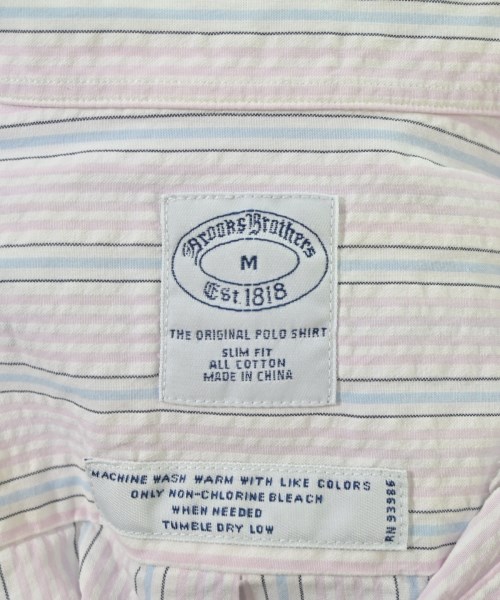 Brooks Brothers
M
Est. 1818
THE ORIGINAL POLO SHIRT
SLIM FIT
ALL COTTON
MADE IN CHINA
MACHINE WASH WARM WITH LIKE COLORS
ONLY NON-CHLORINE BLEACH
WHEN NEEDED
TUMBLE DRY LOW
RN 93986